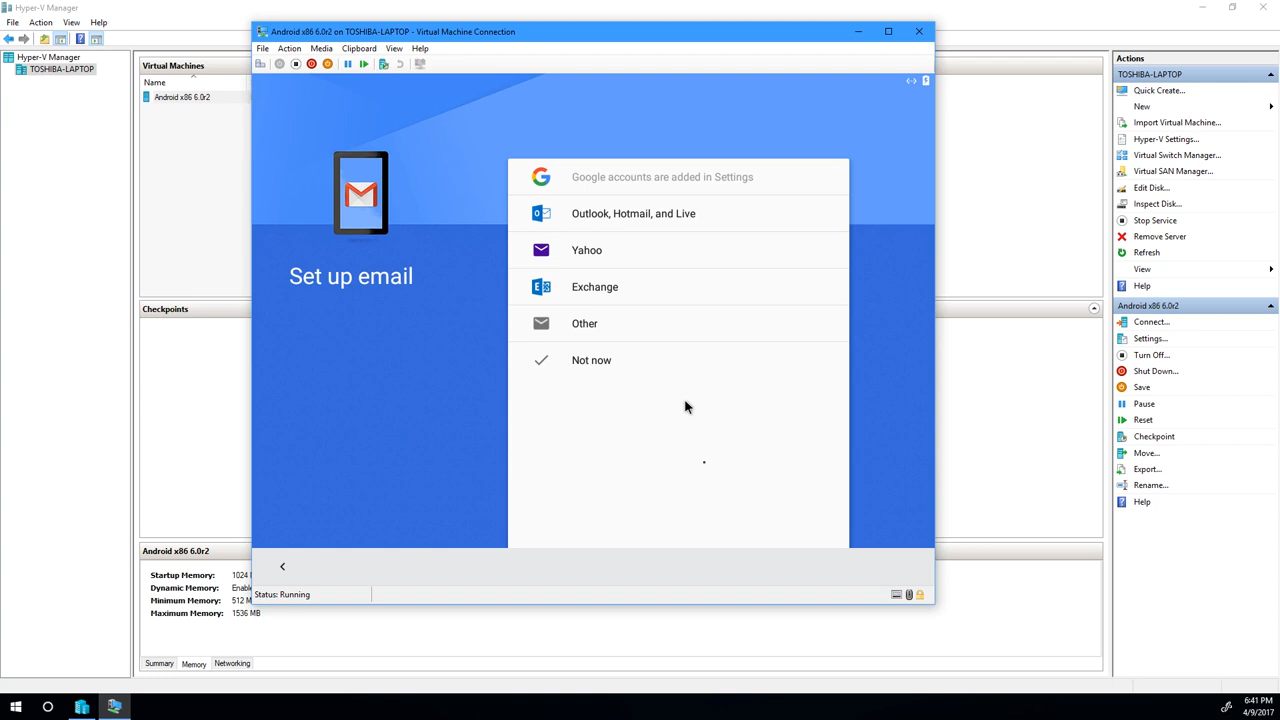 Hyper-V Manager
File Action View Help
Hyper-V Manager
TOSHIBA-LAPTOP
Virtual Machines
Name
Android x86 6.0r2
Checkpoints
Android x86 6.0r2
Startup Memory: 1024
Dynamic Memory:
Minimum Memory: 512 M
Maximum Memory: 1536 MB
Summary Memory Networking
Android x86 6.0r2 on TOSHIBA-LAPTOP - Virtual Machine Connection
File Action Media Clipboard View Help
Set up email
Google accounts are added in Settings
Outlook, Hotmail, and Live
Yahoo
Exchange
Other
Not now
Status: Running
Actions
TOSHIBA-LAPTOP
Quick Create...
New
Import Virtual Machine...
Hyper-V Settings...
Virtual Switch Manager...
Virtual SAN Manager...
Edit Disk...
Inspect Disk...
Stop Service
Remove Server
Refresh
View
Help
Android x86 6.0r2
Connect...
Settings...
Turn Off...
Shut Down...
Save
Pause
Reset
Checkpoint
Move...
Export...
Rename...
Help
6:41 PM
4/9/2017